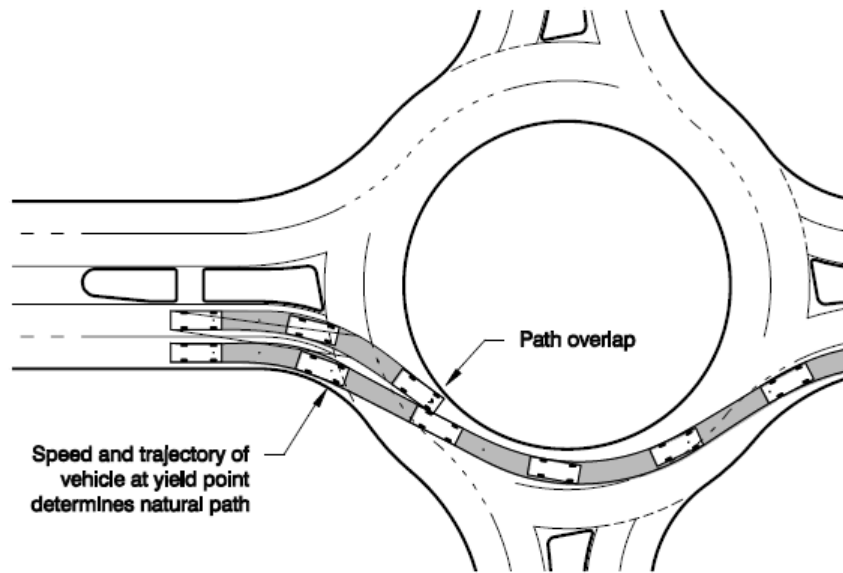 Path overlap
Speed and trajectory of
vehicle at yield point
determines natural path